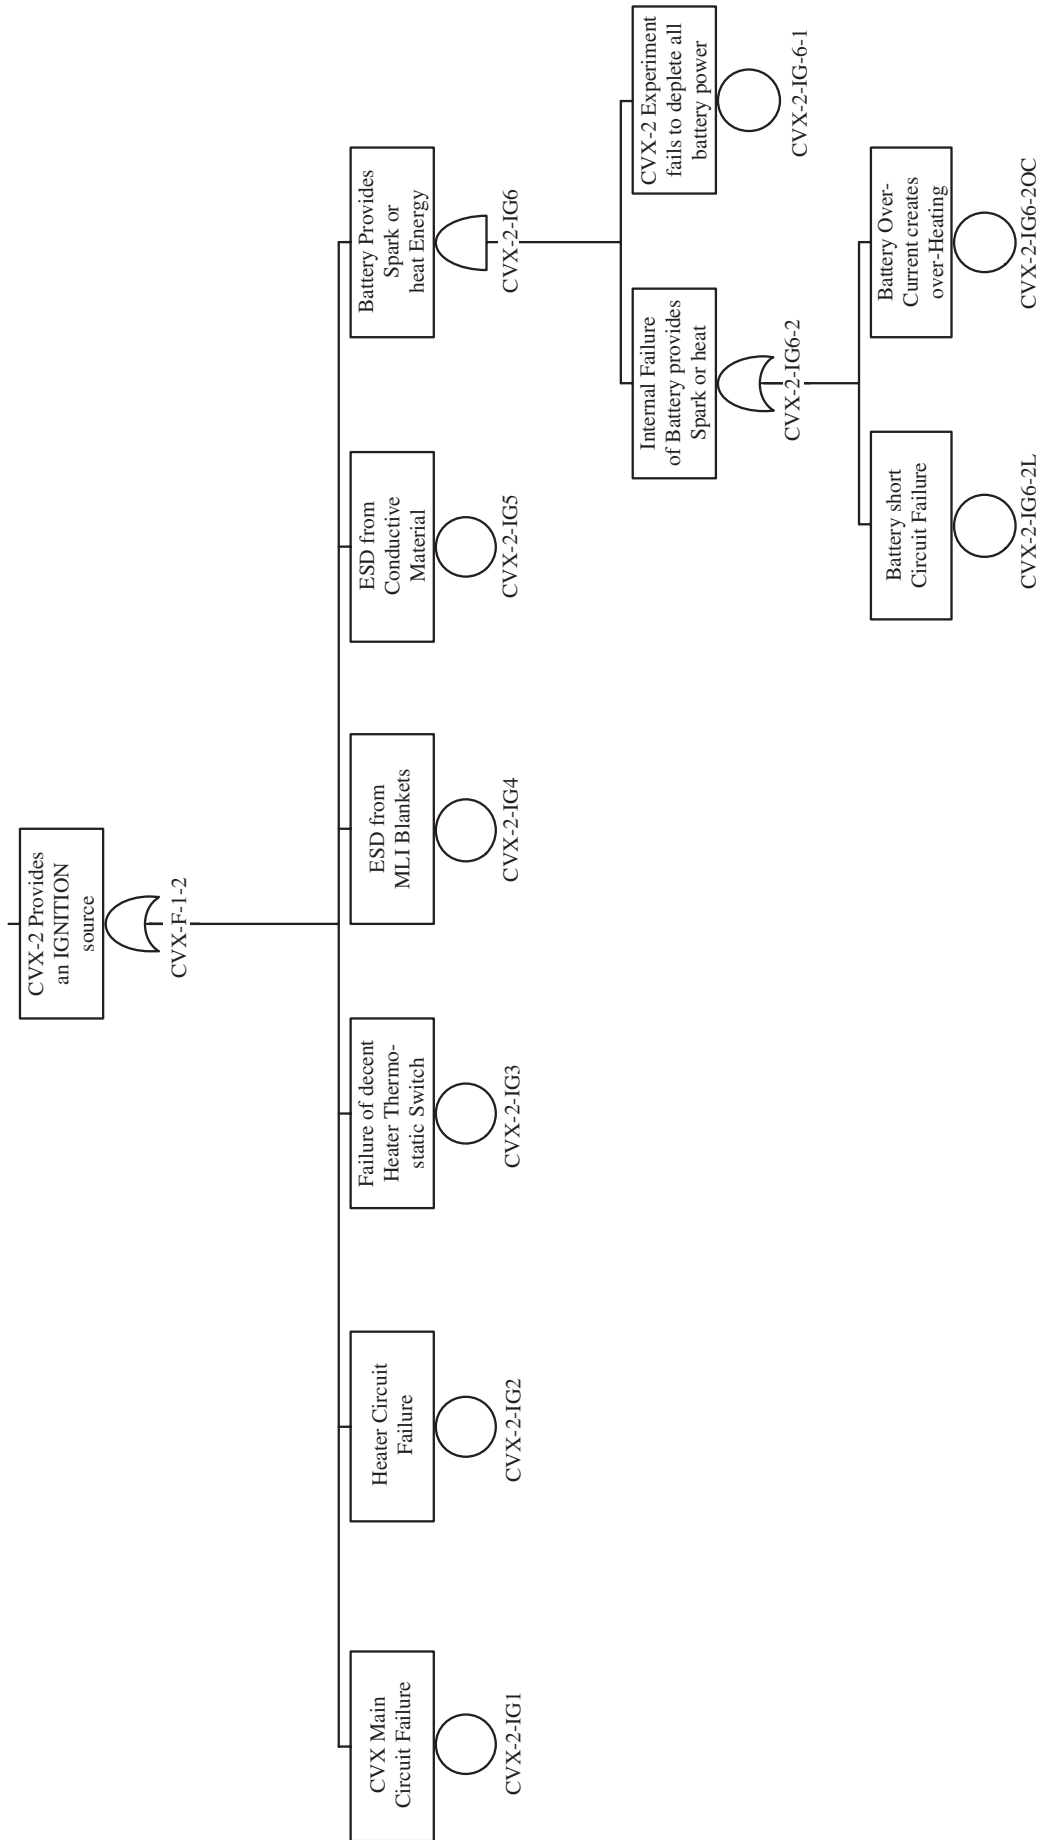 CVX-2 Provides
an IGNITION
source
CVX-F-1-2
CVX Main
Circuit Failure
CVX-2-IG1
Heater Circuit
Failure
CVX-2-IG2
Failure of decent
Heater Thermo-
static Switch
CVX-2-IG3
ESD from
MLI Blankets
CVX-2-IG4
ESD from
Conductive
Material
CVX-2-IG5
Battery Provides
Spark or
heat Energy
CVX-2-IG6
Internal Failure
of Battery provides
Spark or heat
CVX-2-IG6-2
CVX-2 Experiment
fails to deplete all
battery power
CVX-2-IG-6-1
Battery short
Circuit Failure
CVX-2-IG6-2L
Battery Over-
Current creates
over-Heating
CVX-2-IG6-2OC